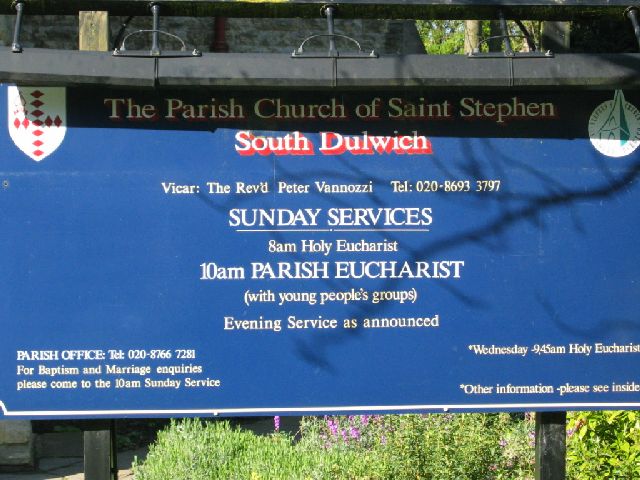 The Parish Church of Saint Stephen
South Dulwich
Vicar: The Rev'd Peter Vannozzi Tel: 020-8693 3797
SUNDAY SERVICES
8am Holy Eucharist
10am PARISH EUCHARIST
(with young people's groups)
Evening Service as announced
PARISH OFFICE: Tel: 020-8766 7281
For Baptism and Marriage enquiries
please come to the 10am Sunday Service
*Wednesday -9,45am Holy Eucharist
*Other information -please see inside